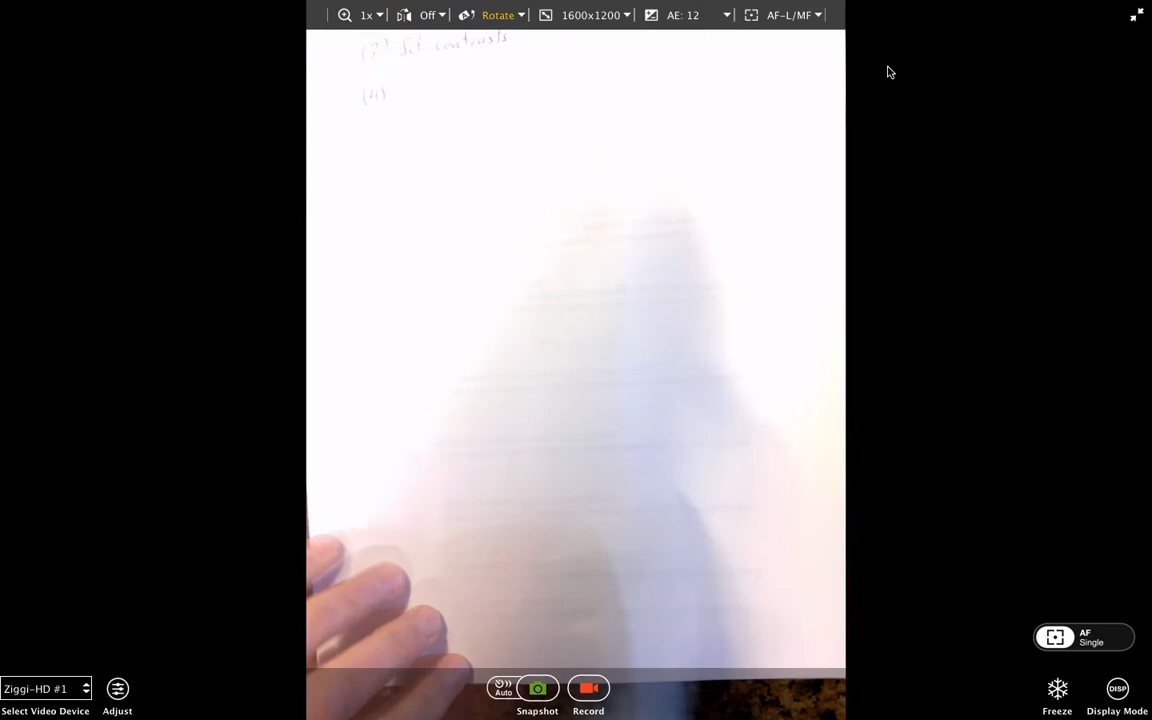 1x Off Rotate 1600x1200 AE: 12 AF-L/MF
(3) Set contrasts
(4)
AF
Single
Ziggi-HD #1
Select Video Device
Adjust
Auto
Snapshot
Record
Freeze
DISP
Display Mode